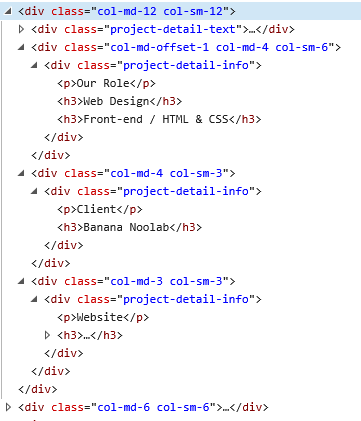 <div class="col-md-12 col-sm-12">
<div class="project-detail-text">…</div>
<div class="col-md-offset-1 col-md-4 col-sm-6">
<div class="project-detail-info">
<p>Our Role</p>
<h3>Web Design</h3>
<h3>Front-end / HTML & CSS</h3>
</div>
</div>
<div class="col-md-4 col-sm-3">
<div class="project-detail-info">
<p>Client</p>
<h3>Banana Noolab</h3>
</div>
</div>
<div class="col-md-3 col-sm-3">
<div class="project-detail-info">
<p>Website</p>
<h3>…</h3>
</div>
</div>
</div>
<div class="col-md-6 col-sm-6">…</div>